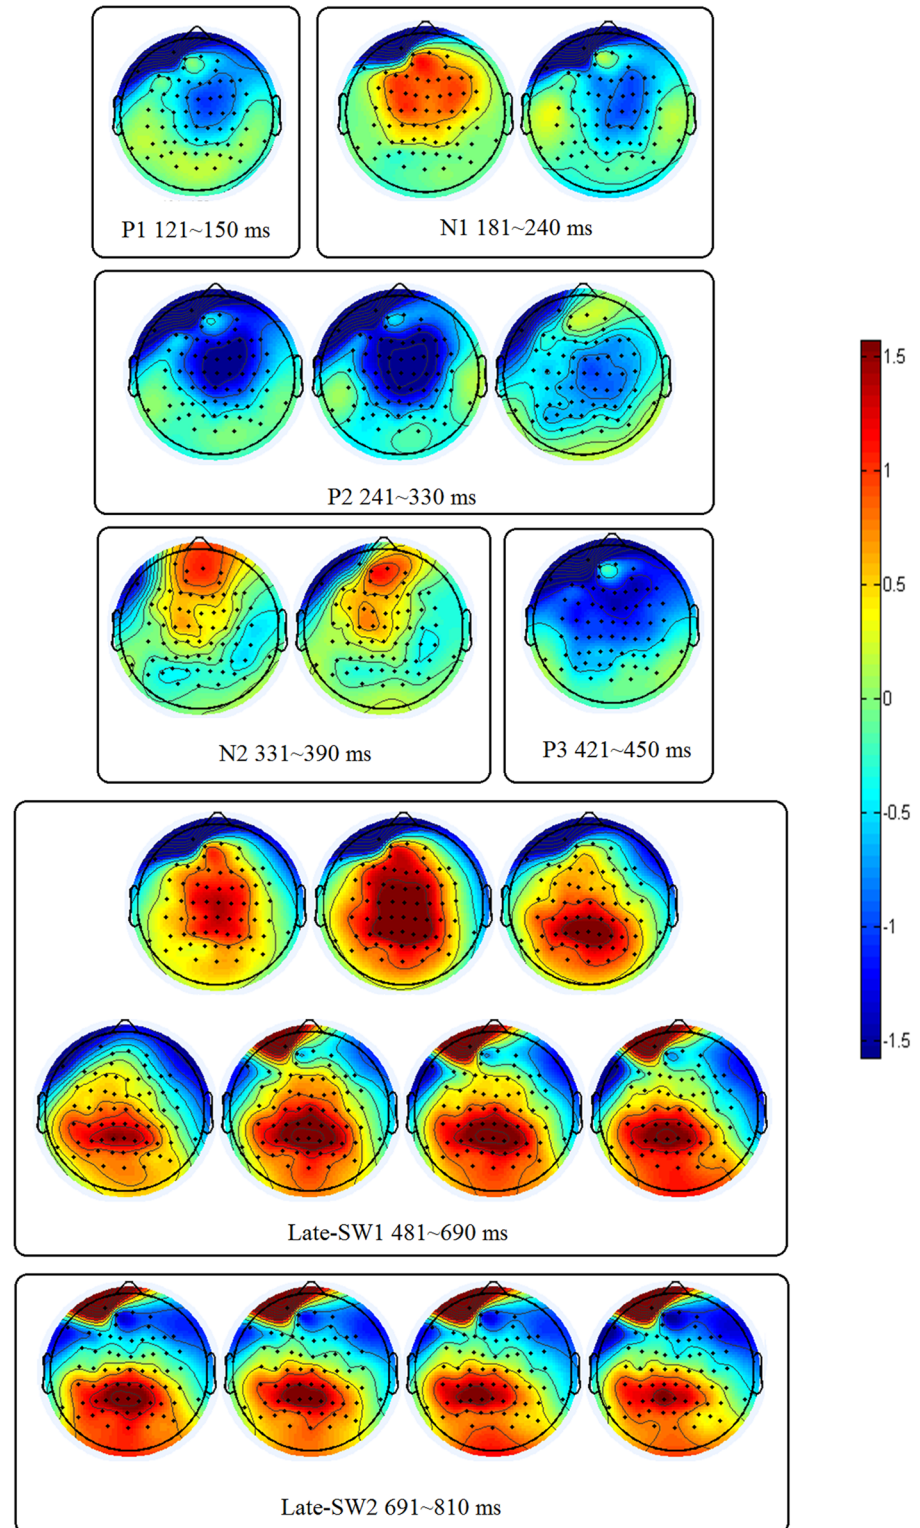 P1 121~150 ms
N1 181~240 ms
P2 241~330 ms
1.5
1
0.5
0
-0.5
-1
-1.5
N2 331~390 ms
P3 421~450 ms
Late-SW1 481~690 ms
Late-SW2 691~810 ms